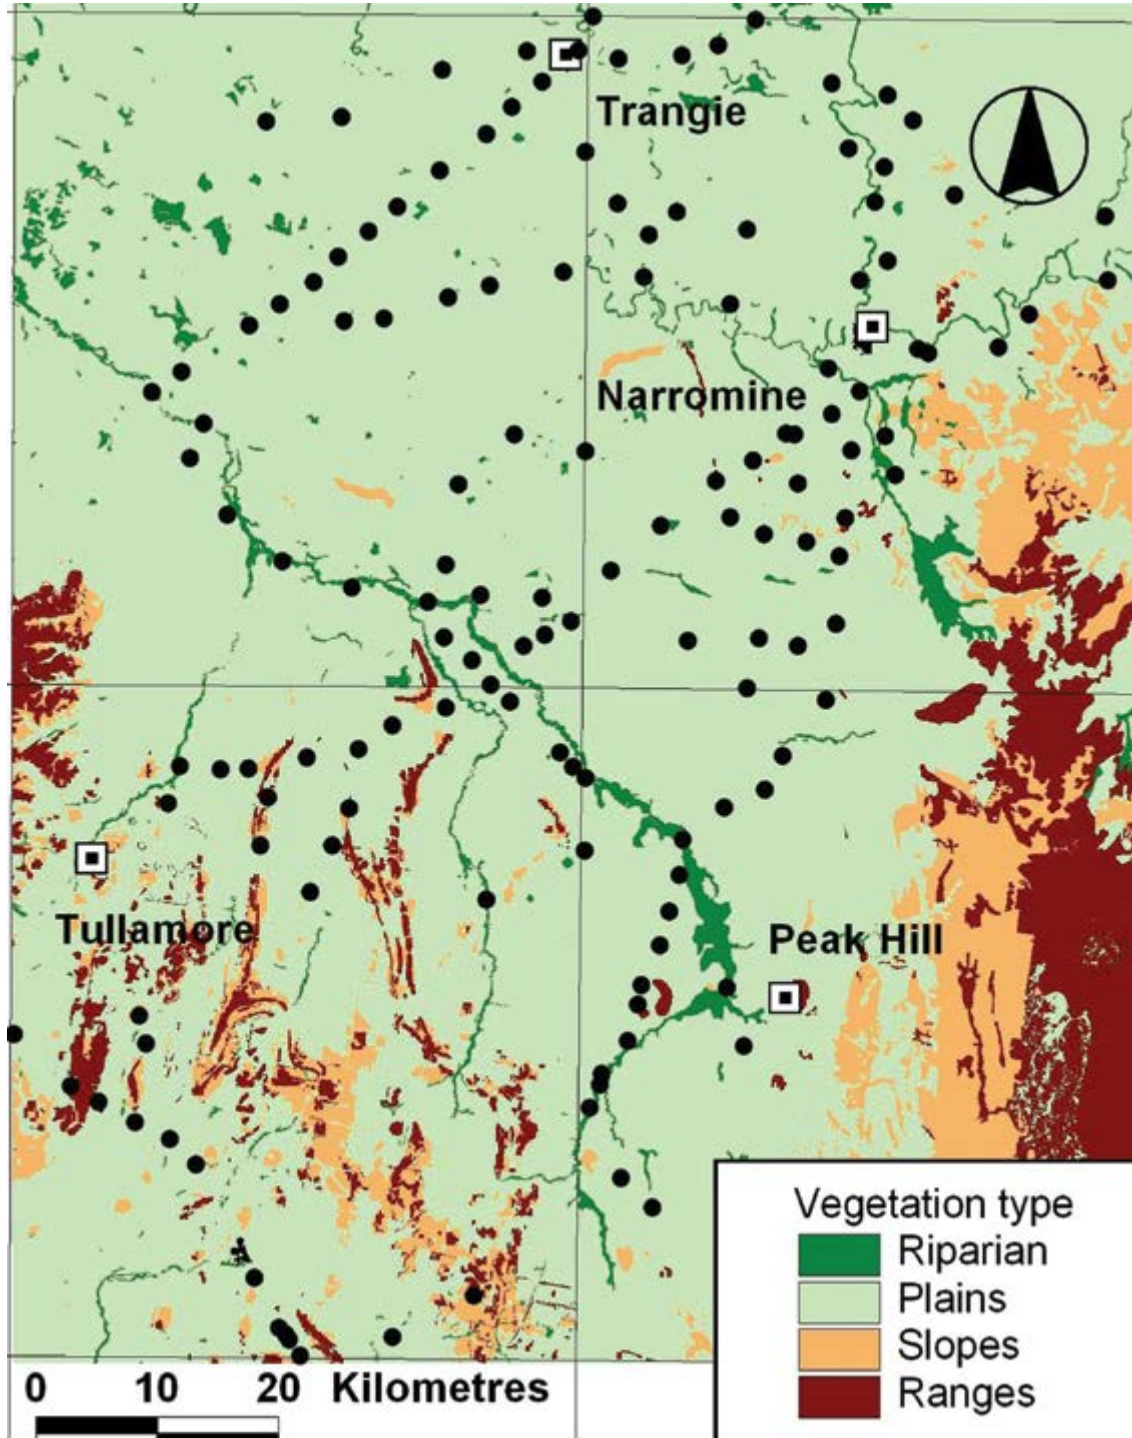 Trangie
Narromine
Tullamore
Peak Hill
Vegetation type
Riparian
Plains
Slopes
Ranges
0 10 20 Kilometres